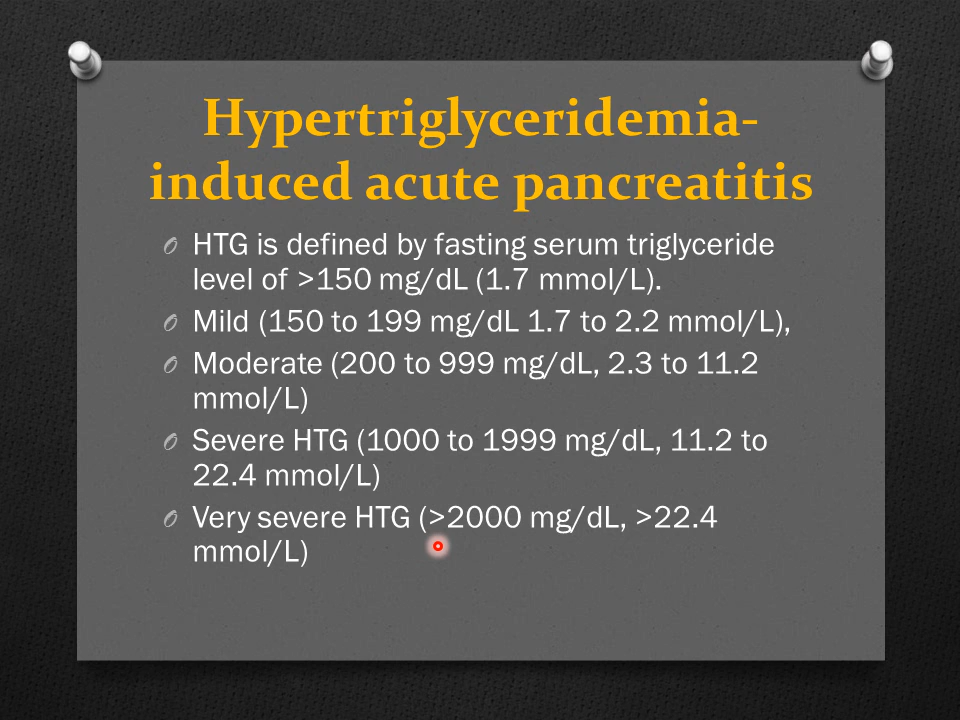 Hypertriglyceridemia-
induced acute pancreatitis
HTG is defined by fasting serum triglyceride
level of >150 mg/dL (1.7 mmol/L).
Mild (150 to 199 mg/dL 1.7 to 2.2 mmol/L),
Moderate (200 to 999 mg/dL, 2.3 to 11.2
mmol/L)
Severe HTG (1000 to 1999 mg/dL, 11.2 to
22.4 mmol/L)
Very severe HTG (>2000 mg/dL, >22.4
mmol/L)